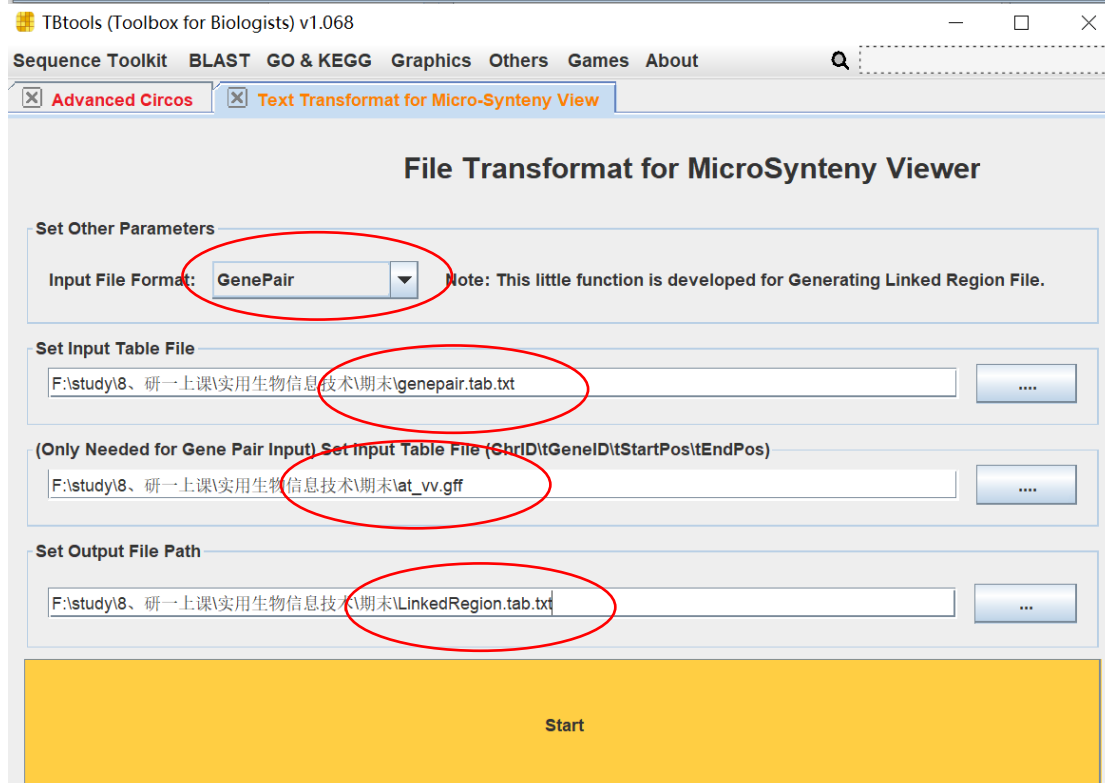 TBtools (Toolbox for Biologists) v1.068
Sequence Toolkit BLAST GO & KEGG Graphics Others Games About
Advanced Circos Text Transformat for Micro-Synteny View
File Transformat for MicroSynteny Viewer
Set Other Parameters
Input File Format: GenePair Note: This little function is developed for Generating Linked Region File.
Set Input Table File
F:\study\8、研一上课\实用生物信息技术\期末\genepair.tab.txt ....
(Only Needed for Gene Pair Input) Set Input Table File (ChrID\tGeneID\tStartPos\tEndPos)
F:\study\8、研一上课\实用生物信息技术\期末\at_vv.gff ....
Set Output File Path
F:\study\8、研一上课\实用生物信息技术\期末\LinkedRegion.tab.txt ...
Start